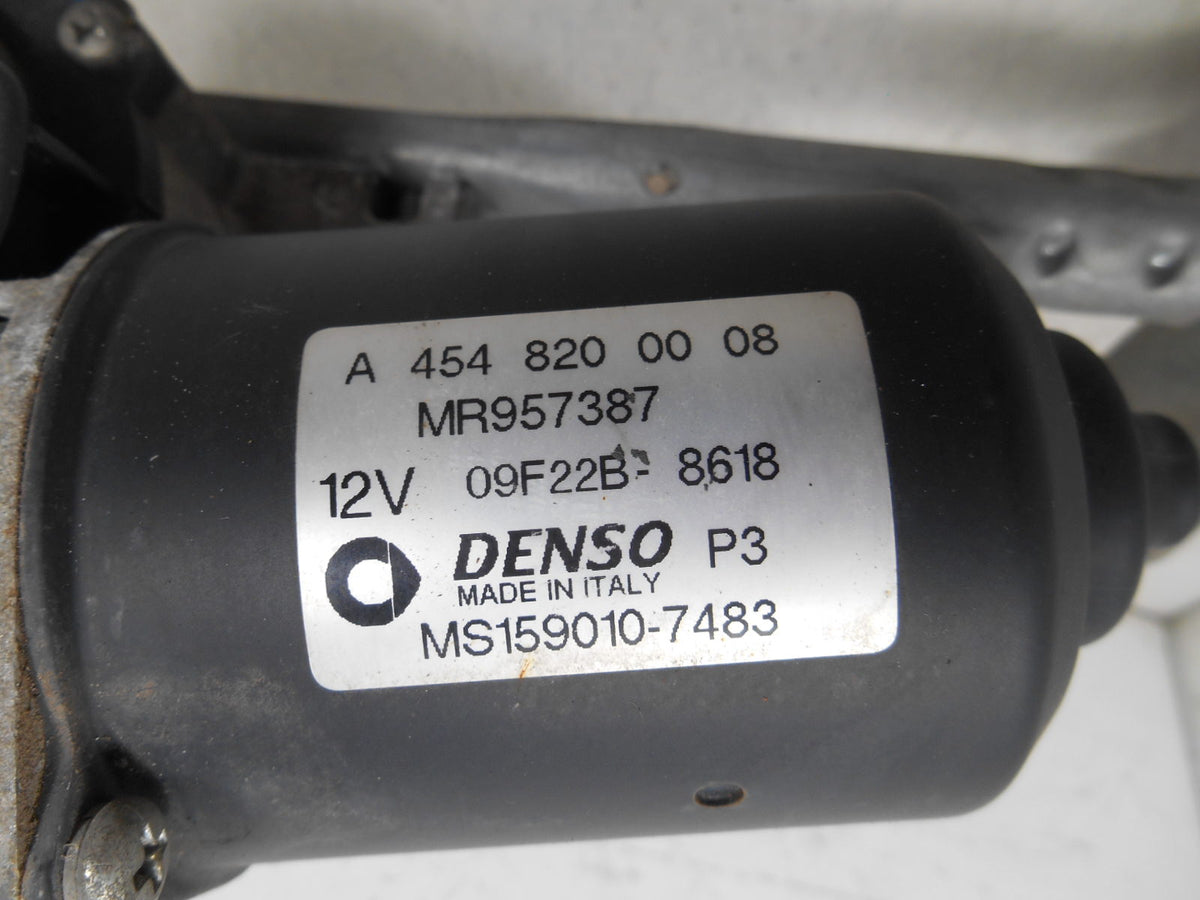 A 454 820 00 08
MR957387
12V 09F22B- 8618
DENSO P3
MADE IN ITALY
MS159010-7483